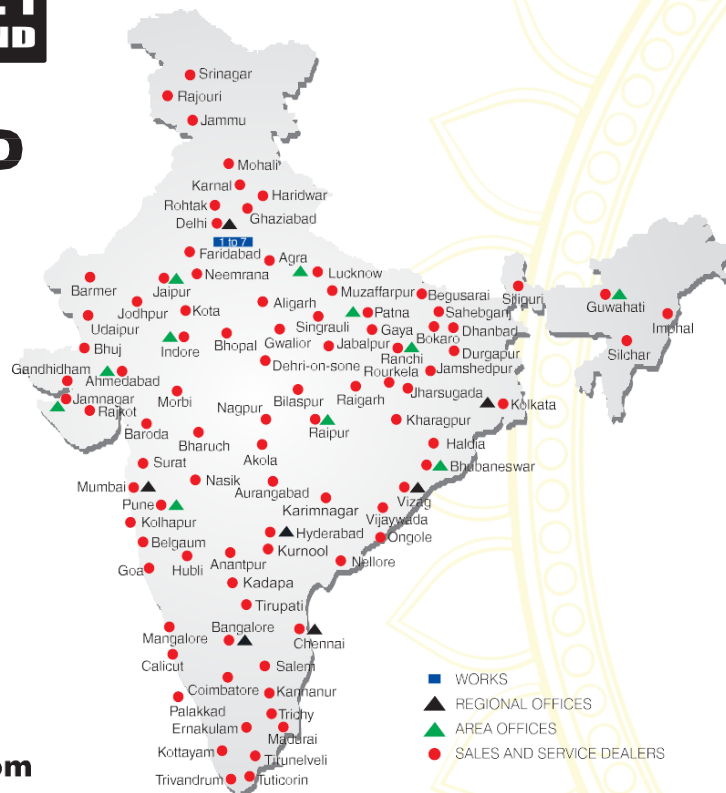 ND
Srinagar
Rajouri
Jammu
Mohali
Karnal
Haridwar
Rohtak
Ghaziabad
Delhi
1 to 7
Faridabad
Agra
Neemrana
Lucknow
Barmer
Jaipur
Muzaffarpur
Begusarai
Siliguri
Guwahati
Jodhpur
Kota
Aligarh
Patna
Sahebganj
Imphal
Udaipur
Singrauli
Gaya
Bokaro
Dhanbad
Bhuj
Indore
Bhopal
Gwalior
Jabalpur
Ranchi
Durgapur
Silchar
Gandhidham
Ahmedabad
Dehri-on-sone
Rourkela
Jamshedpur
Jamnagar
Morbi
Bilaspur
Raigarh
Jharsugada
Kolkata
Rajkot
Nagpur
Raipur
Kharagpur
Baroda
Bharuch
Akola
Haldia
Surat
Bhubaneswar
Mumbai
Nasik
Aurangabad
Vizag
Pune
Karimnagar
Vijaywada
Kolhapur
Hyderabad
Ongole
Belgaum
Kurnool
Goa
Hubli
Anantpur
Nellore
Kadapa
Tirupati
Mangalore
Bangalore
Chennai
Calicut
Salem
Coimbatore
Kannanur
Palakkad
Trichy
Ernakulam
Madurai
Kottayam
Tirunelveli
Trivandrum
Tuticorin
WORKS
REGIONAL OFFICES
AREA OFFICES
SALES AND SERVICE DEALERS
om